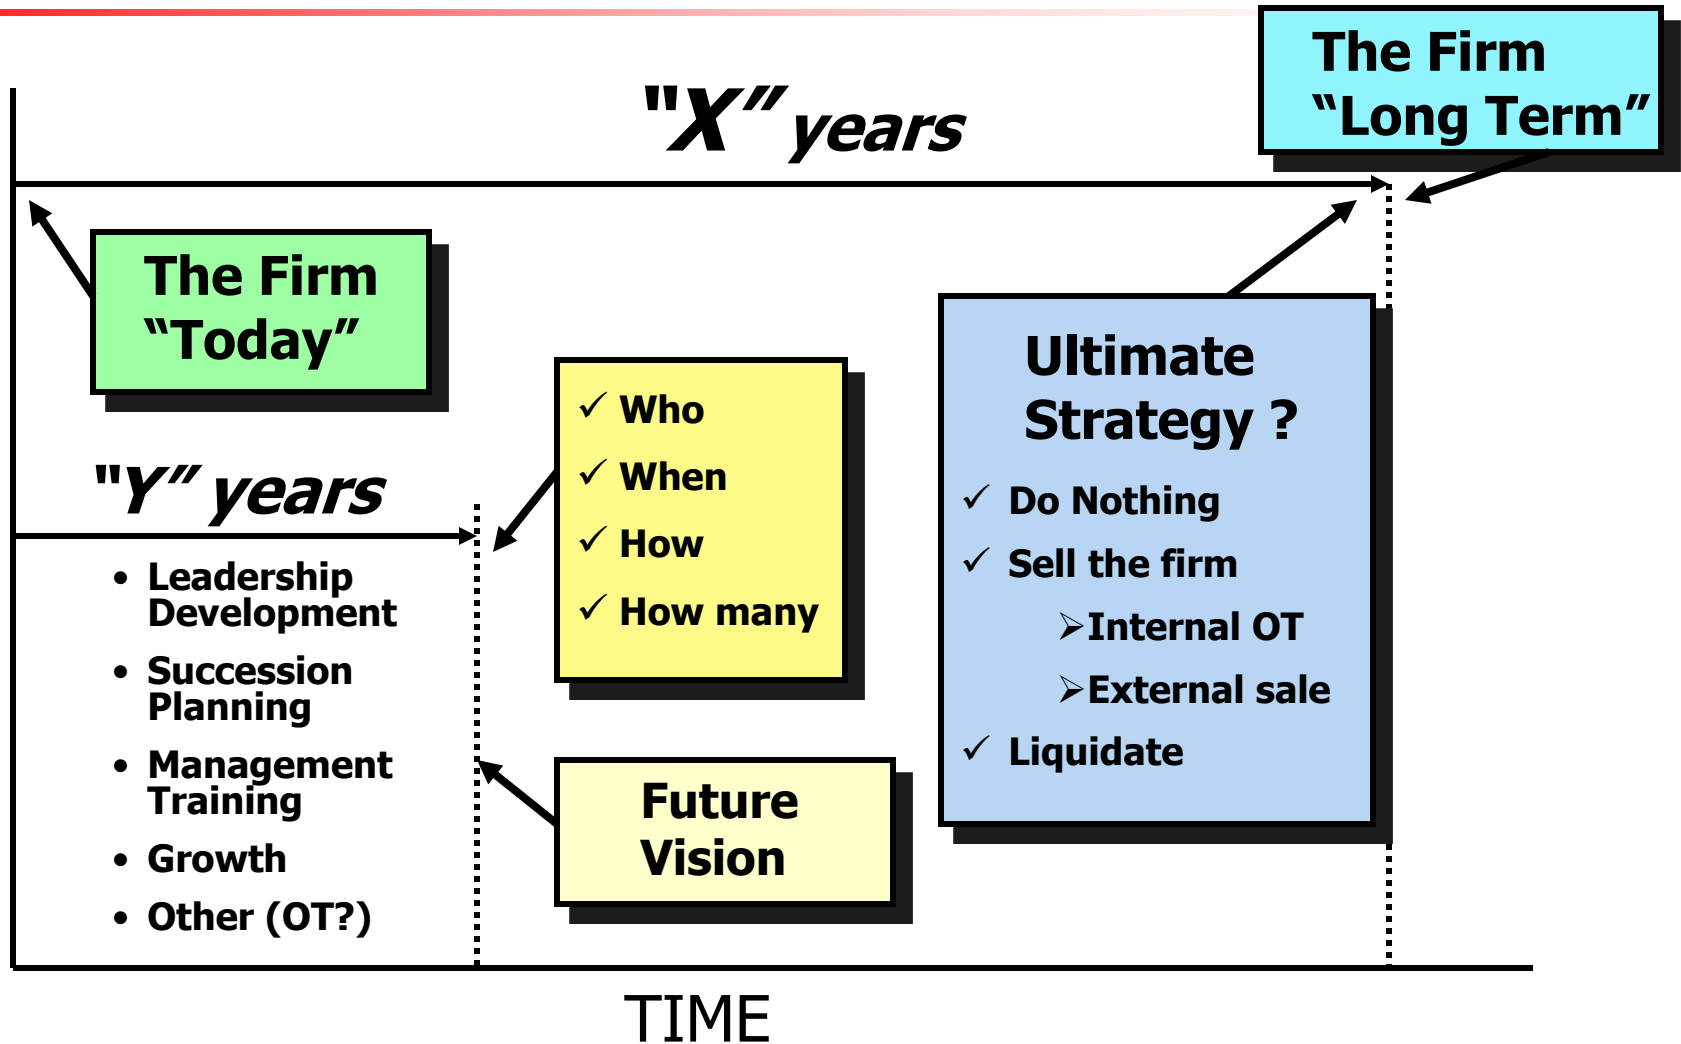 The Firm
“Long Term”
“X” years
The Firm
“Today”
“Y” years
• Leadership
Development
• Succession
Planning
• Management
Training
• Growth
• Other (OT?)
✓ Who
✓ When
✓ How
✓ How many
Future
Vision
Ultimate
Strategy ?
✓ Do Nothing
✓ Sell the firm
➢Internal OT
➢External sale
✓ Liquidate
TIME